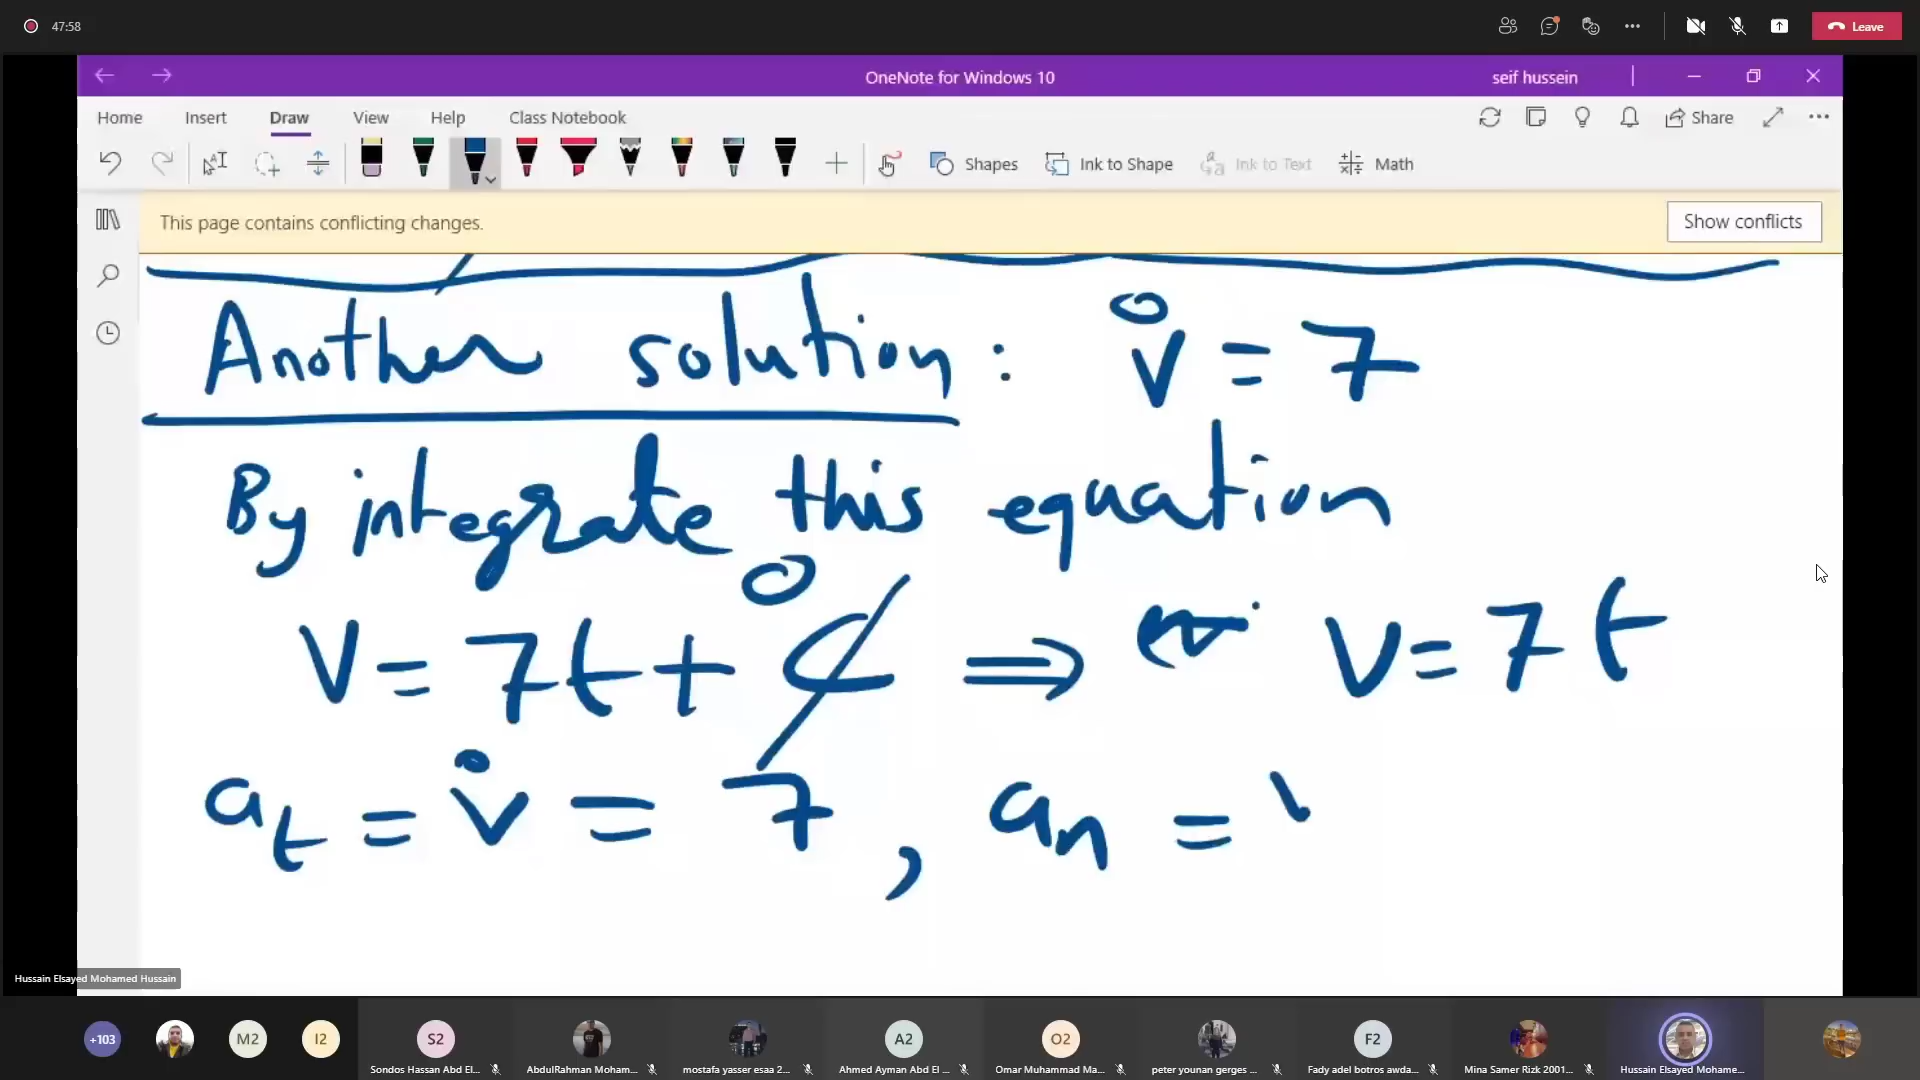 47:58
Leave
OneNote for Windows 10
seif hussein
Home Insert Draw View Help Class Notebook
Share
Shapes Ink to Shape Ink to Text Math
This page contains conflicting changes.
Show conflicts
Another solution : v̊ = 7
By integrate this equation
0
V = 7t + C ⇒ V = 7t
a_t = v̊ = 7 , a_n =
Hussain Elsayed Mohamed Hussain
+103 M2 I2 S2 A2 O2 F2
Sondos Hassan Abd El... AbdulRahman Moham... mostafa yasser esaa 2... Ahmed Ayman Abd El ... Omar Muhammad Ma... peter younan gerges ... Fady adel botros awda... Mina Samer Rizk 2001... Hussain Elsayed Mohame...